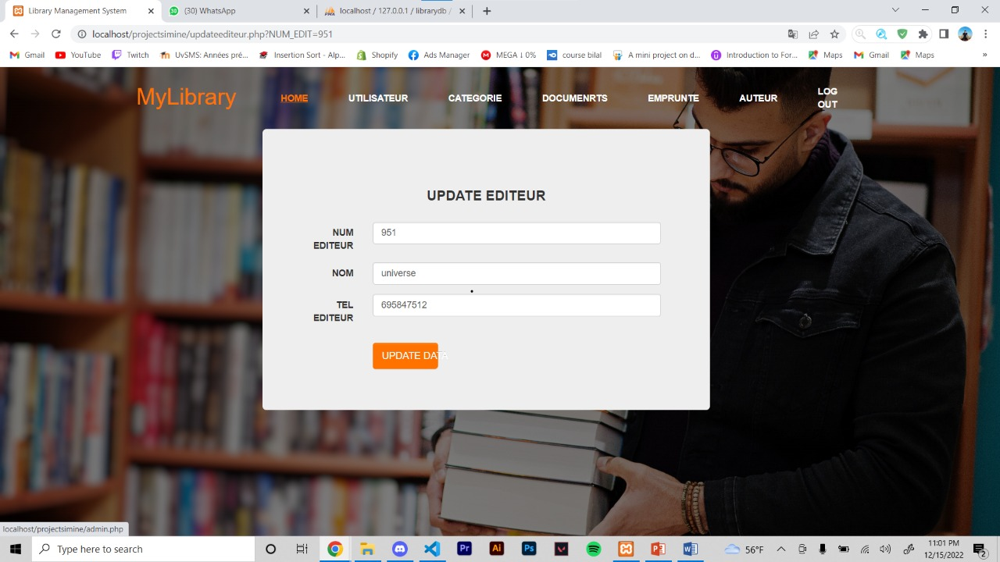 Library Management System
(30) WhatsApp
localhost / 127.0.0.1 / librarydb /
localhost/projectsimine/updateediteur.php?NUM_EDIT=951
Gmail YouTube Twitch UvSMS: Années pré... Insertion Sort - Alp... Shopify Ads Manager MEGA ↓ 0% course bilal A mini project on d... Introduction to For... Maps Gmail Maps »
MyLibrary HOME UTILISATEUR CATEGORIE DOCUMENRTS EMPRUNTE AUTEUR LOG
OUT
UPDATE EDITEUR
NUM
EDITEUR
951
NOM
universe
TEL
EDITEUR
695847512
UPDATE DATA
localhost/projectsimine/admin.php
Type here to search
56°F
11:01 PM
12/15/2022
2